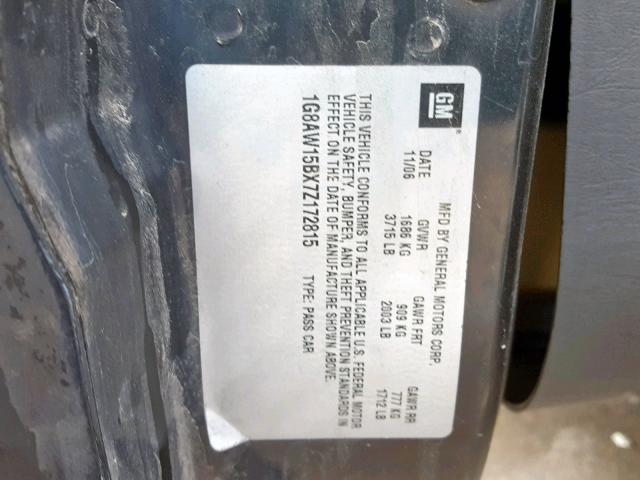 GM®
MFD BY GENERAL MOTORS CORP.
DATE GVWR GAWR FRT GAWR RR
11/06 1686 KG 909 KG 777 KG
3715 LB 2003 LB 1712 LB
THIS VEHICLE CONFORMS TO ALL APPLICABLE U.S. FEDERAL MOTOR
VEHICLE SAFETY, BUMPER, AND THEFT PREVENTION STANDARDS IN
EFFECT ON THE DATE OF MANUFACTURE SHOWN ABOVE.
1G8AW15BX7Z172815 TYPE: PASS CAR